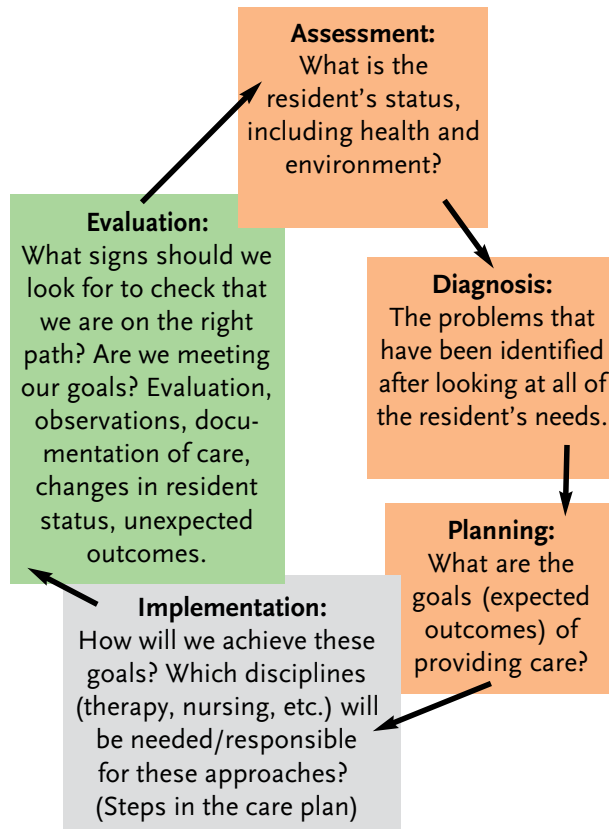 Assessment:
What is the
resident’s status,
including health and
environment?
Diagnosis:
The problems that
have been identified
after looking at all of
the resident’s needs.
Planning:
What are the
goals (expected
outcomes) of
providing care?
Implementation:
How will we achieve these
goals? Which disciplines
(therapy, nursing, etc.) will
be needed/responsible
for these approaches?
(Steps in the care plan)
Evaluation:
What signs should we
look for to check that
we are on the right
path? Are we meeting
our goals? Evaluation,
observations, docu-
mentation of care,
changes in resident
status, unexpected
outcomes.